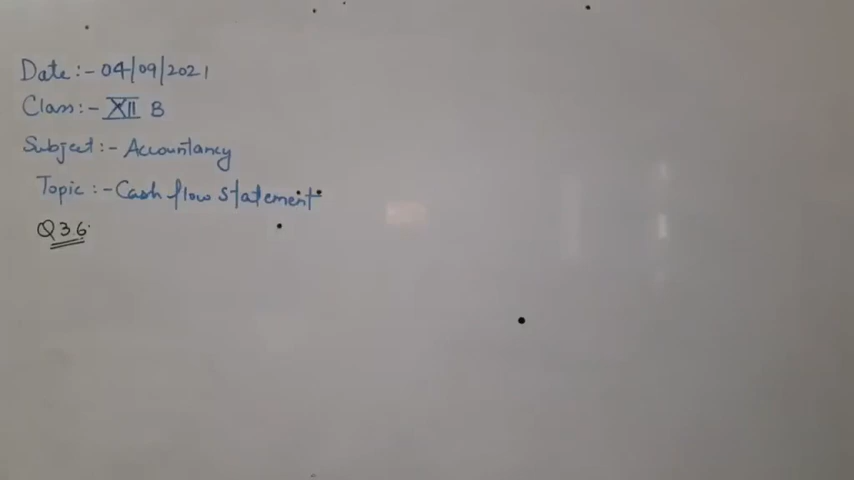 Date:- 04/09/2021
Class:- XII B
Subject:- Accountancy
Topic:- Cash flow statement
Q36.